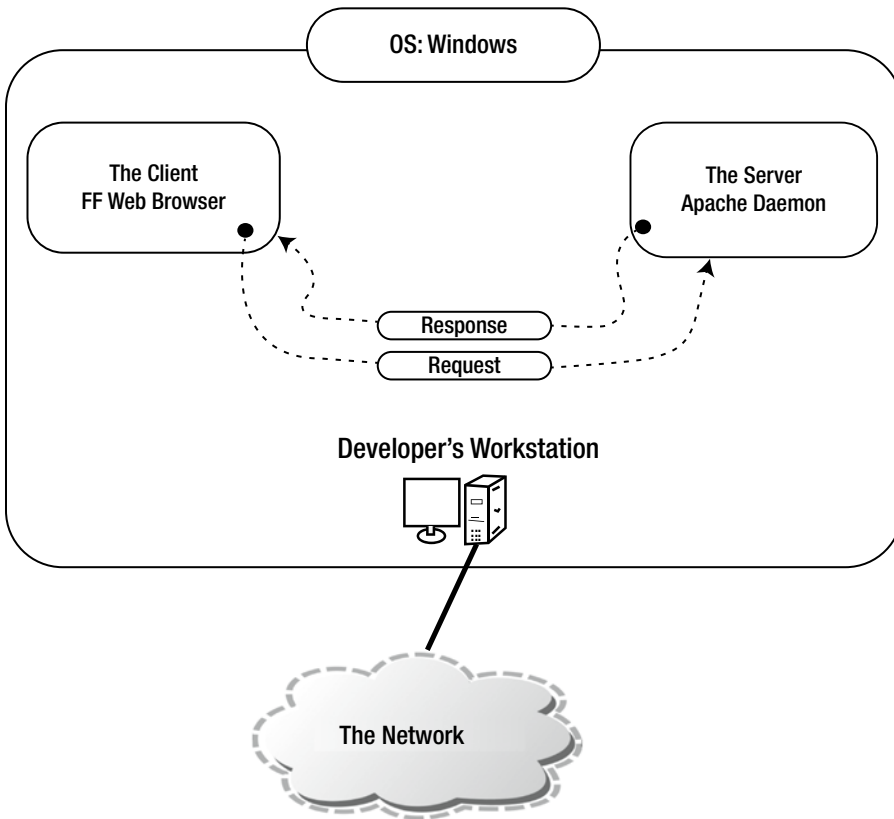 OS: Windows
The Client
FF Web Browser
The Server
Apache Daemon
Response
Request
Developer's Workstation
The Network